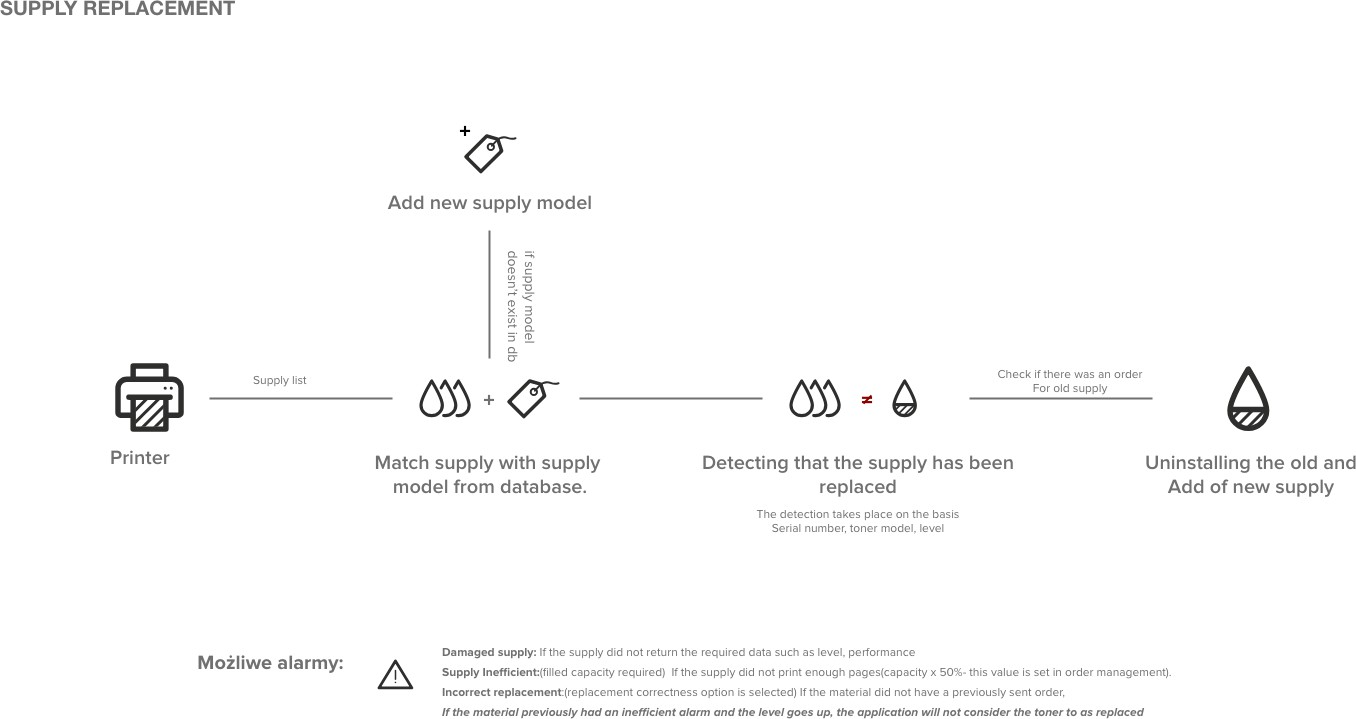 SUPPLY REPLACEMENT
+
Add new supply model
if supply model
doesn't exist in db
Supply list
+
≠
Check if there was an order
For old supply
Printer
Match supply with supply
model from database.
Detecting that the supply has been
replaced
The detection takes place on the basis
Serial number, toner model, level
Uninstalling the old and
Add of new supply
Możliwe alarmy:
!
Damaged supply: If the supply did not return the required data such as level, performance
Supply Inefficient:(filled capacity required)  If the supply did not print enough pages(capacity x 50%- this value is set in order management).
Incorrect replacement:(replacement correctness option is selected) If the material did not have a previously sent order,
If the material previously had an inefficient alarm and the level goes up, the application will not consider the toner to as replaced